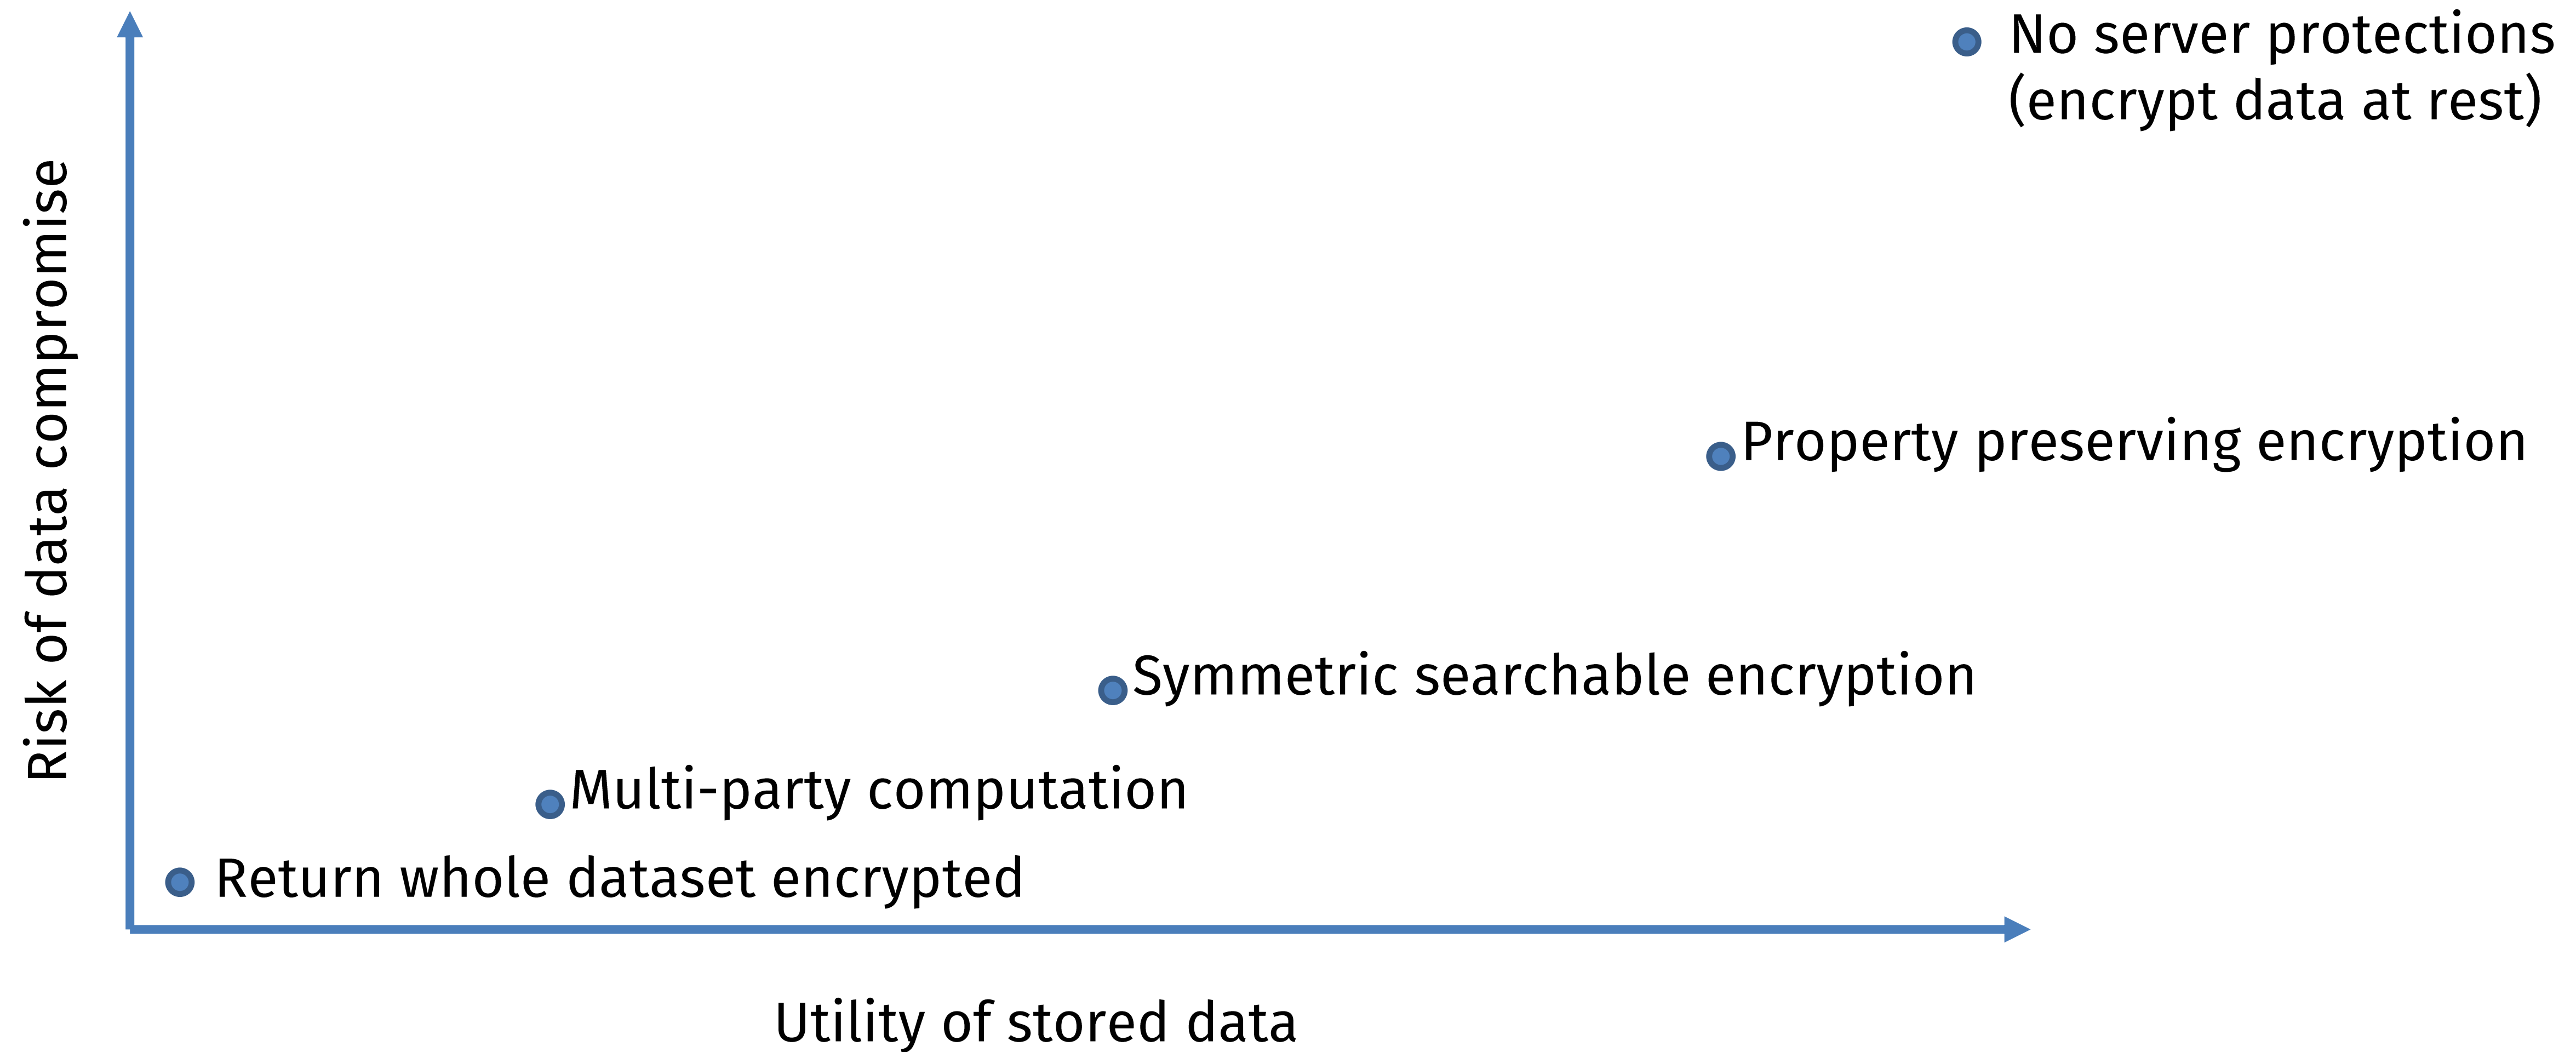 No server protections
(encrypt data at rest)
Risk of data compromise
Property preserving encryption
Symmetric searchable encryption
Multi-party computation
Return whole dataset encrypted
Utility of stored data